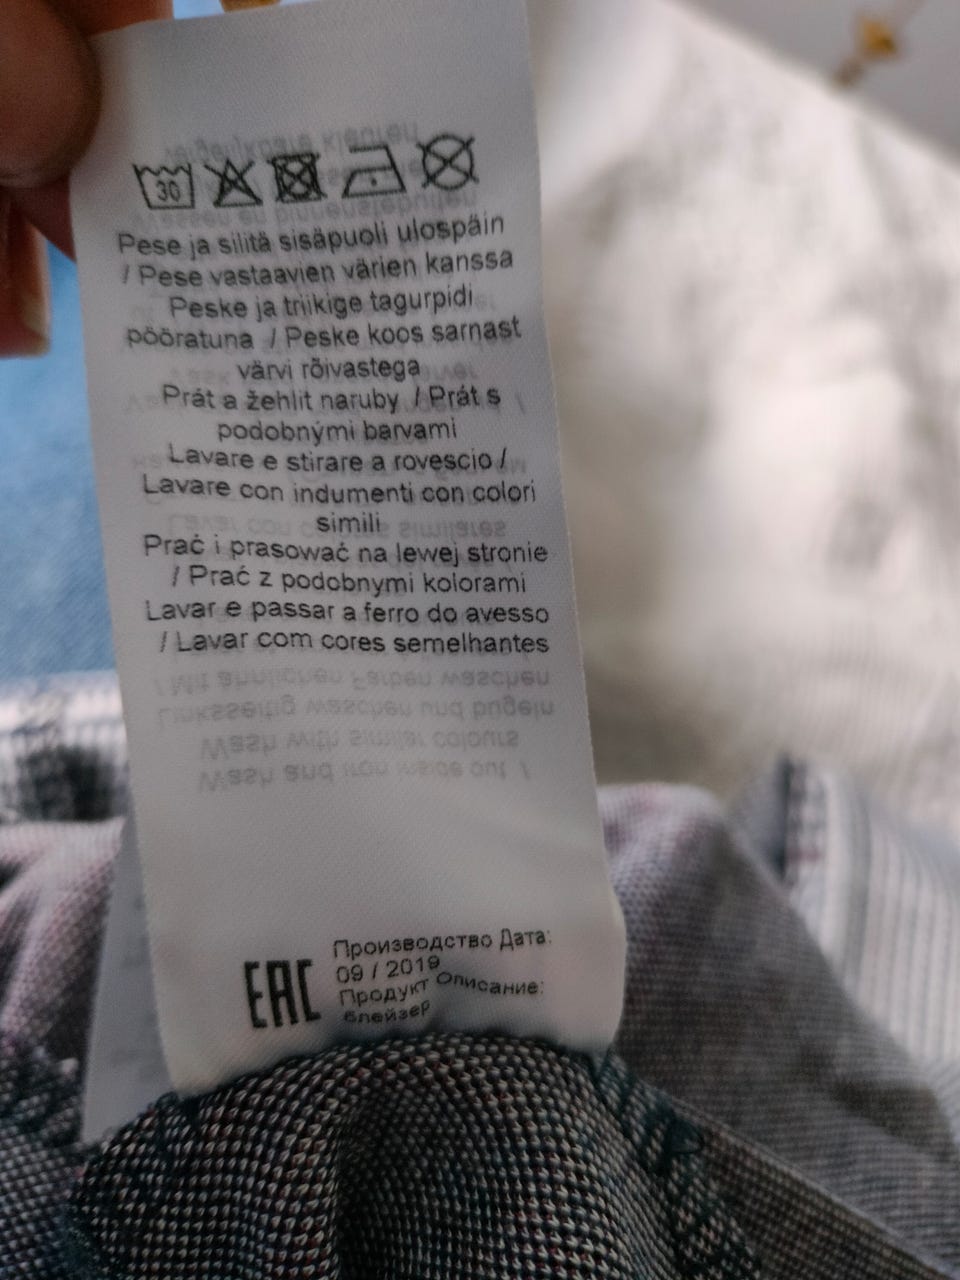 30
Pese ja silitä sisäpuoli ulospäin
/ Pese vastaavien värien kanssa
Peske ja triikige tagurpidi
pööratuna / Peske koos sarnast
värvi rõivastega
Prát a žehlit naruby / Prát s
podobnými barvami
Lavare e stirare a rovescio /
Lavare con indumenti con colori
simili
Prać i prasować na lewej stronie
/ Prać z podobnymi kolorami
Lavar e passar a ferro do avesso
/ Lavar com cores semelhantes
EAC
Производство Дата:
09 / 2019
Продукт Описание:
блейзер